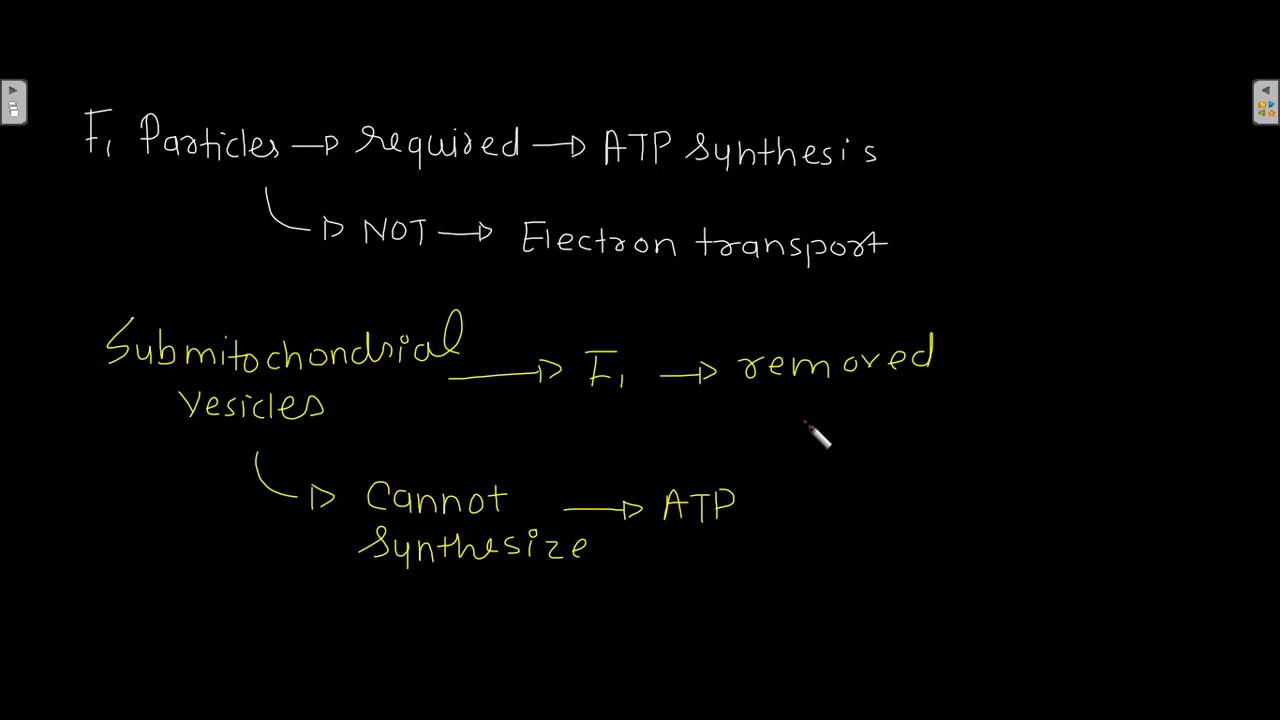 F₁ Particles → required → ATP Synthesis
→ NOT → Electron transport
Submitochondrial → F₁ → removed
Vesicles
→ Cannot → ATP
Synthesize